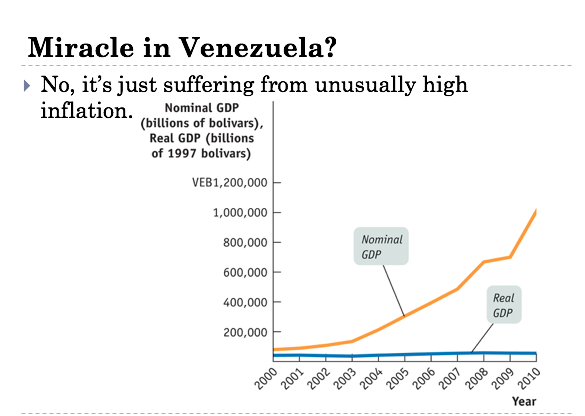 Miracle in Venezuela?
No, it’s just suffering from unusually high
inflation.
Nominal GDP
(billions of bolivars),
Real GDP (billions
of 1997 bolivars)
VEB1,200,000
1,000,000
800,000
600,000
400,000
200,000
Nominal
GDP
Real
GDP
2000 2001 2002 2003 2004 2005 2006 2007 2008 2009 2010
Year